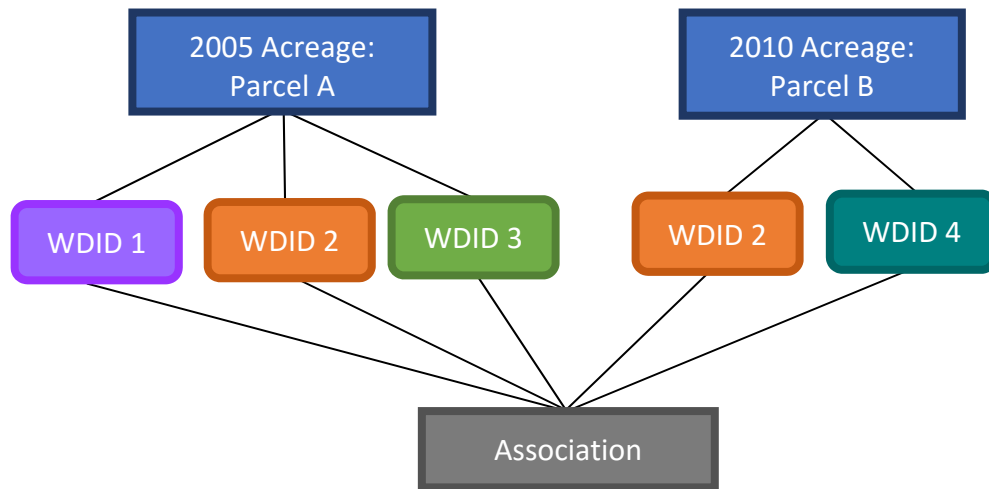 2005 Acreage:
Parcel A
2010 Acreage:
Parcel B
WDID 1
WDID 2
WDID 3
WDID 2
WDID 4
Association